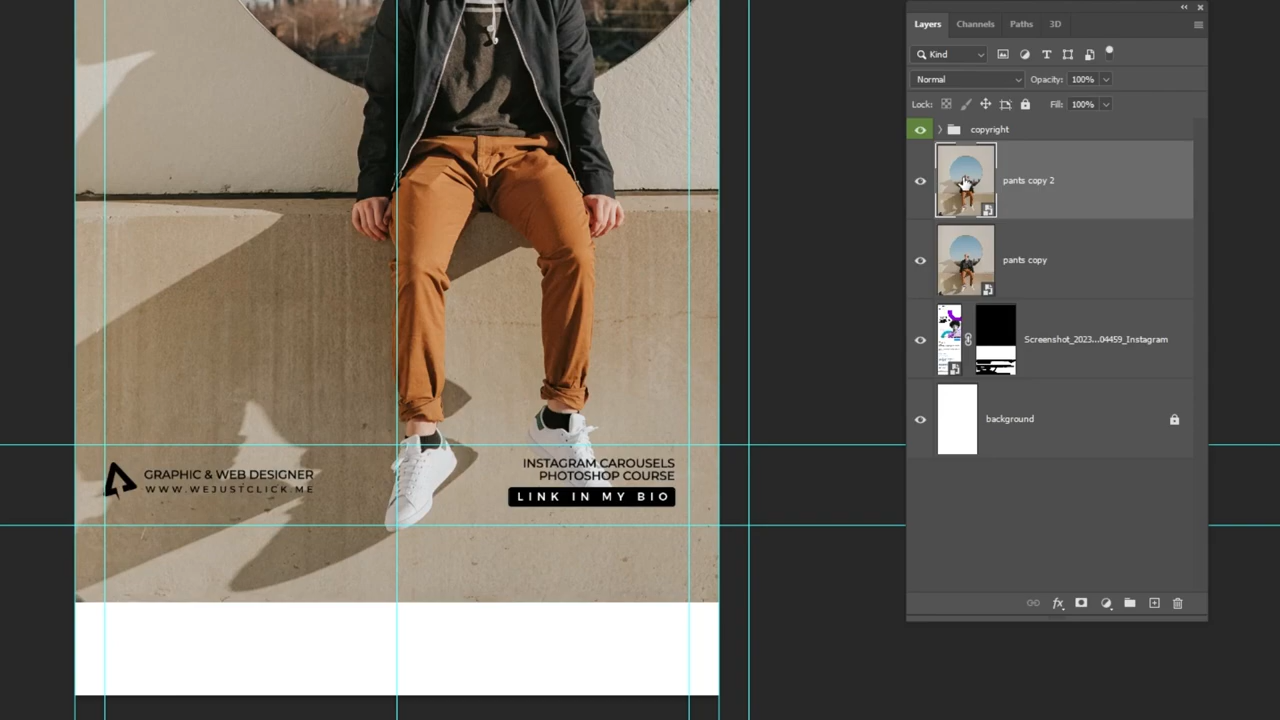 Layers Channels Paths 3D
Kind
Normal Opacity: 100%
Lock: Fill: 100%
copyright
pants copy 2
pants copy
Screenshot_2023...04459_Instagram
background
GRAPHIC & WEB DESIGNER
WWW.WEJUSTCLICK.ME
INSTAGRAM CAROUSELS
PHOTOSHOP COURSE
LINK IN MY BIO